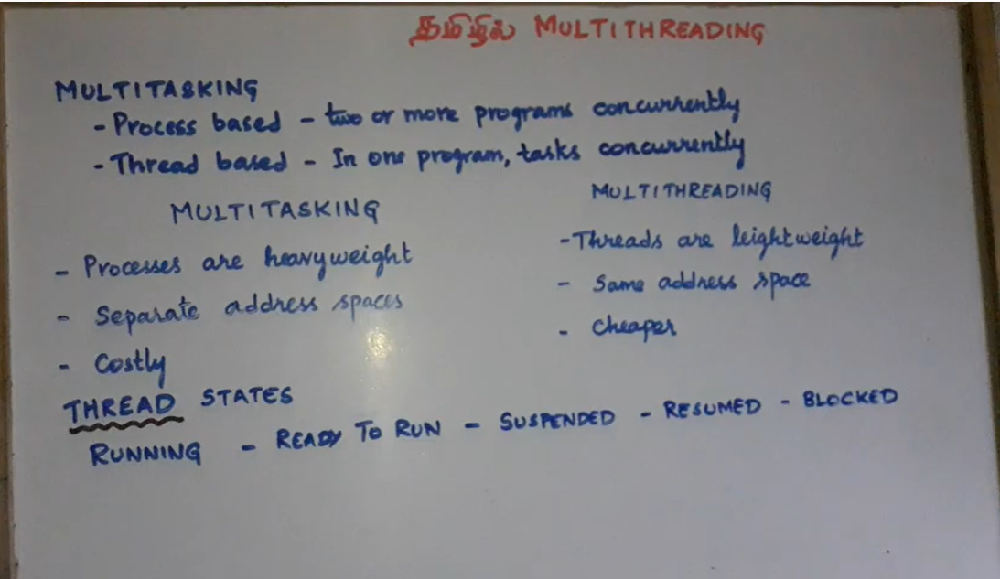 தமிழில் MULTITHREADING
MULTITASKING
- Process based - two or more programs concurrently
- Thread based - In one program, tasks concurrently
MULTITASKING
- Processes are heavyweight
- Separate address spaces
- Costly
MULTITHREADING
- Threads are leightweight
- Same address space
- Cheaper
THREAD STATES
RUNNING - READY TO RUN - SUSPENDED - RESUMED - BLOCKED